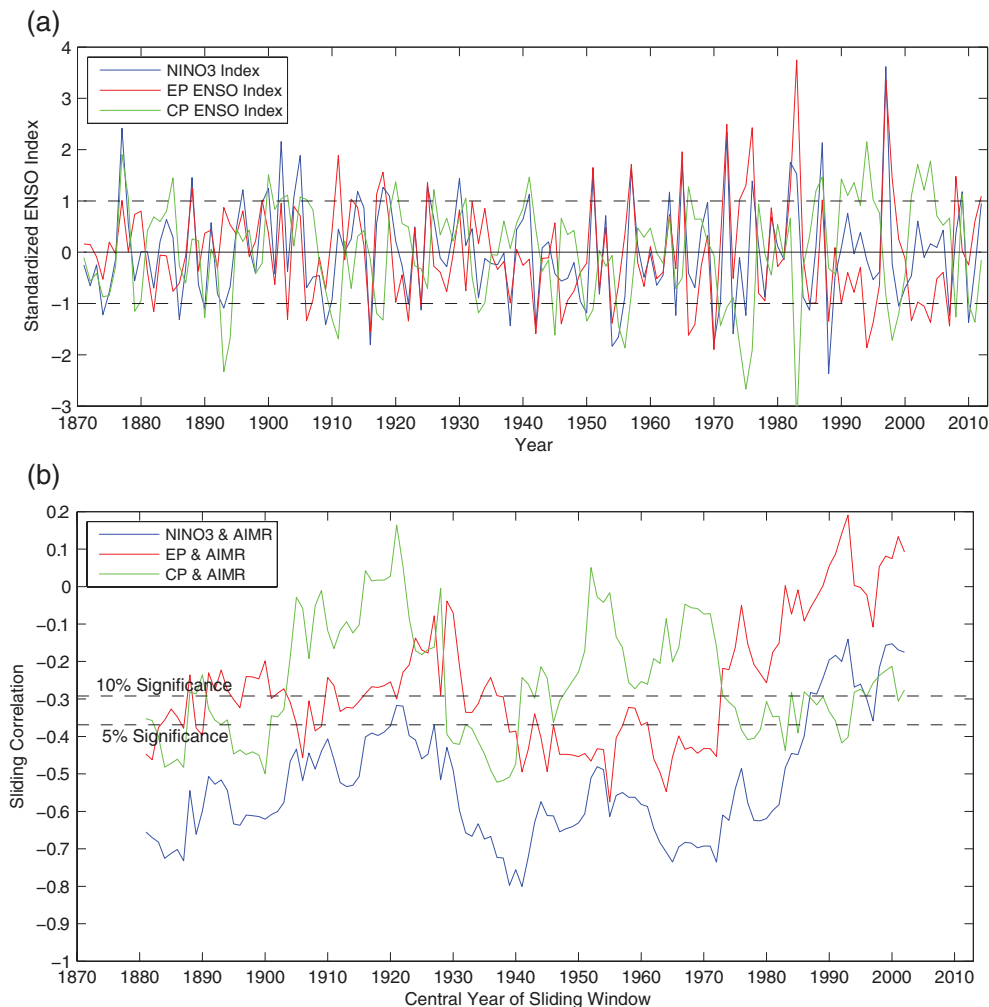 (a)
4
3
2
1
0
−1
−2
−3
Standardized ENSO Index
NINO3 Index
EP ENSO Index
CP ENSO Index
1870 1880 1890 1900 1910 1920 1930 1940 1950 1960 1970 1980 1990 2000 2010
Year
(b)
0.2
0.1
0
−0.1
−0.2
−0.3
−0.4
−0.5
−0.6
−0.7
−0.8
−0.9
−1
Sliding Correlation
NINO3 & AIMR
EP & AIMR
CP & AIMR
10% Significance
5% Significance
1870 1880 1890 1900 1910 1920 1930 1940 1950 1960 1970 1980 1990 2000 2010
Central Year of Sliding Window